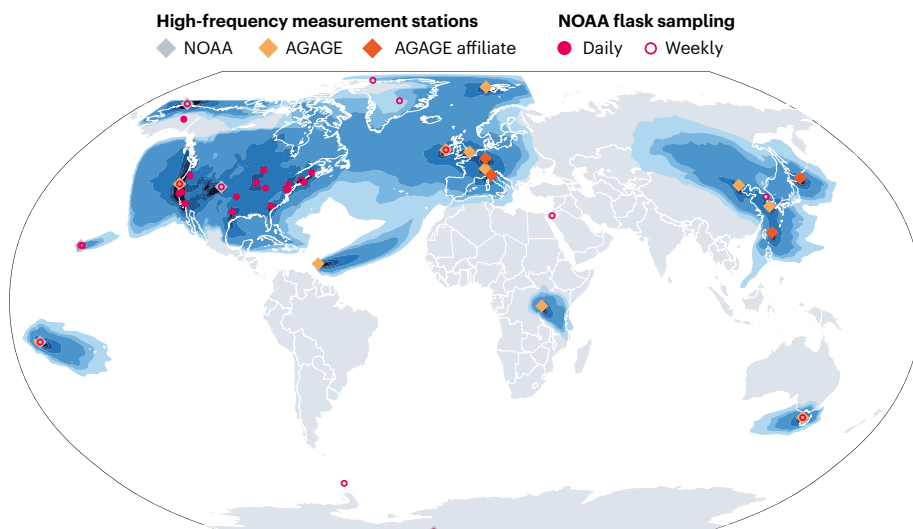 High-frequency measurement stations
NOAA flask sampling
NOAA AGAGE AGAGE affiliate
Daily Weekly